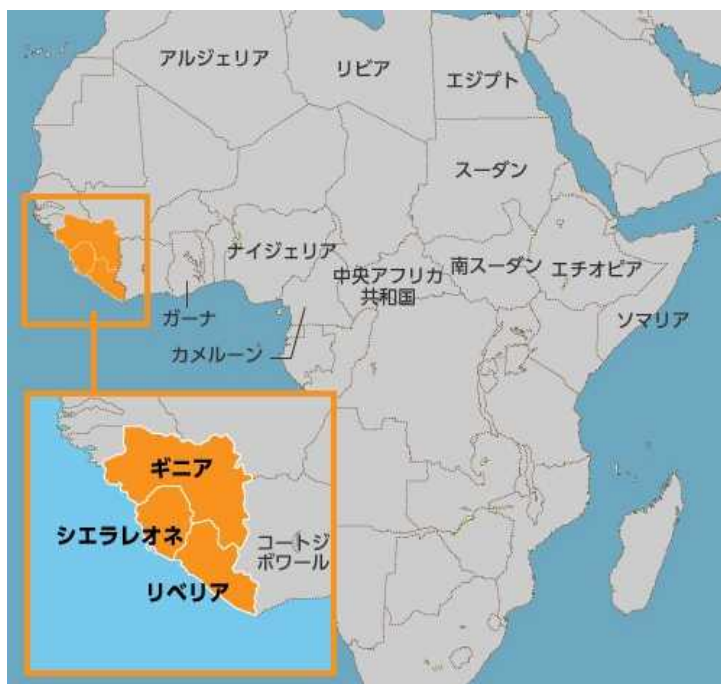 アルジェリア
リビア
エジプト
スーダン
ナイジェリア
中央アフリカ
共和国
南スーダン
エチオピア
ガーナ
ソマリア
カメルーン
ギニア
シエラレオネ
コートジ
ボワール
リベリア